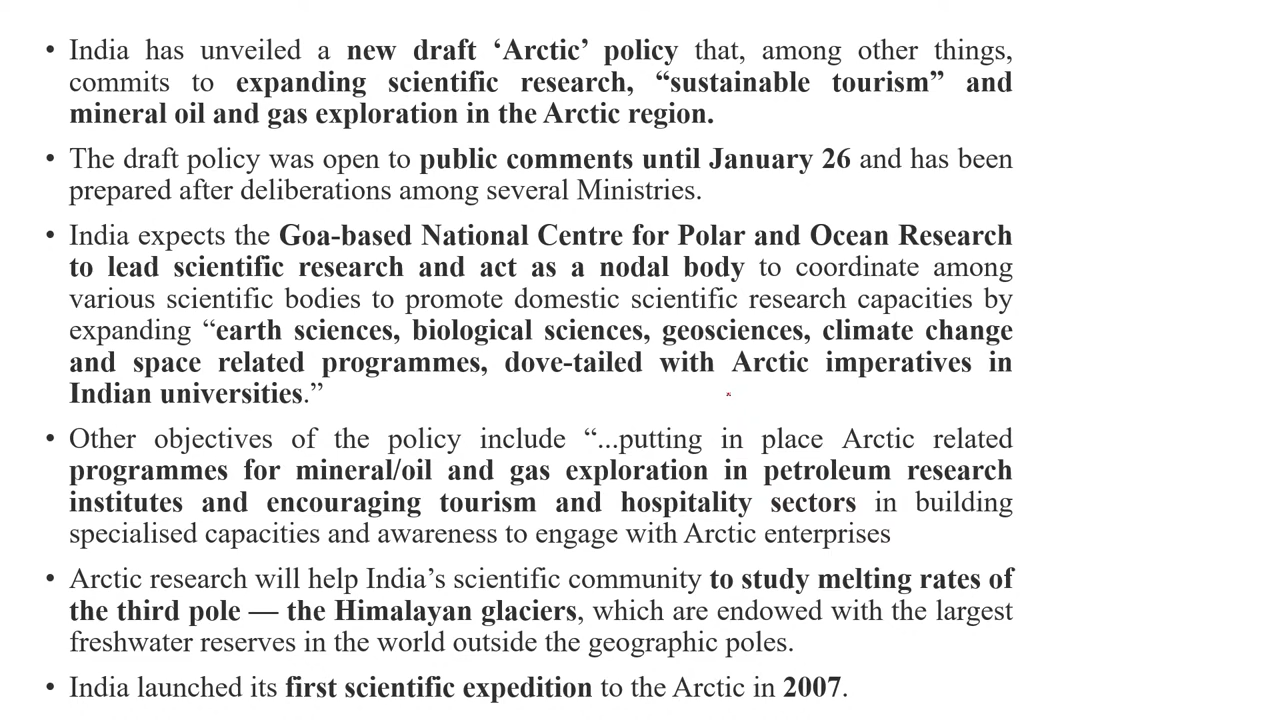 • India has unveiled a new draft ‘Arctic’ policy that, among other things,
commits to expanding scientific research, “sustainable tourism” and
mineral oil and gas exploration in the Arctic region.
• The draft policy was open to public comments until January 26 and has been
prepared after deliberations among several Ministries.
• India expects the Goa-based National Centre for Polar and Ocean Research
to lead scientific research and act as a nodal body to coordinate among
various scientific bodies to promote domestic scientific research capacities by
expanding “earth sciences, biological sciences, geosciences, climate change
and space related programmes, dove-tailed with Arctic imperatives in
Indian universities.”
• Other objectives of the policy include “...putting in place Arctic related
programmes for mineral/oil and gas exploration in petroleum research
institutes and encouraging tourism and hospitality sectors in building
specialised capacities and awareness to engage with Arctic enterprises
• Arctic research will help India’s scientific community to study melting rates of
the third pole — the Himalayan glaciers, which are endowed with the largest
freshwater reserves in the world outside the geographic poles.
• India launched its first scientific expedition to the Arctic in 2007.